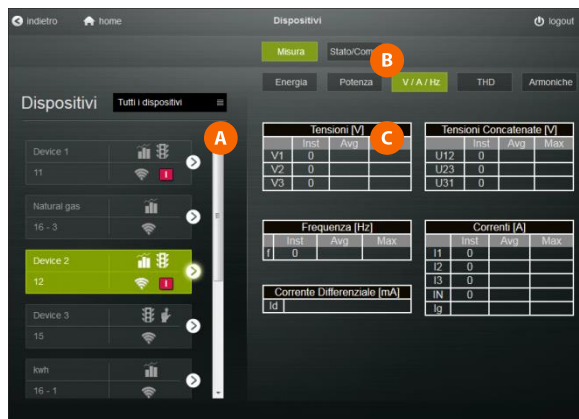 indietro home Dispositivi logout
Misura Stato/Com
B
Energia Potenza V / A / Hz THD Armoniche
Dispositivi Tutti i dispositivi
A
C
Device 1
11
Natural gas
16 - 3
Device 2
12
Device 3
15
kwh
16 - 1
Tensioni [V]
Inst Avg
V1 0
V2 0
V3 0
Tensioni Concatenate [V]
Inst Avg Max
U12 0
U23 0
U31 0
Frequenza [Hz]
Inst Avg Max
f 0
Correnti [A]
Inst Avg Max
I1 0
I2 0
I3 0
IN 0
Ig
Corrente Differenziale [mA]
Id